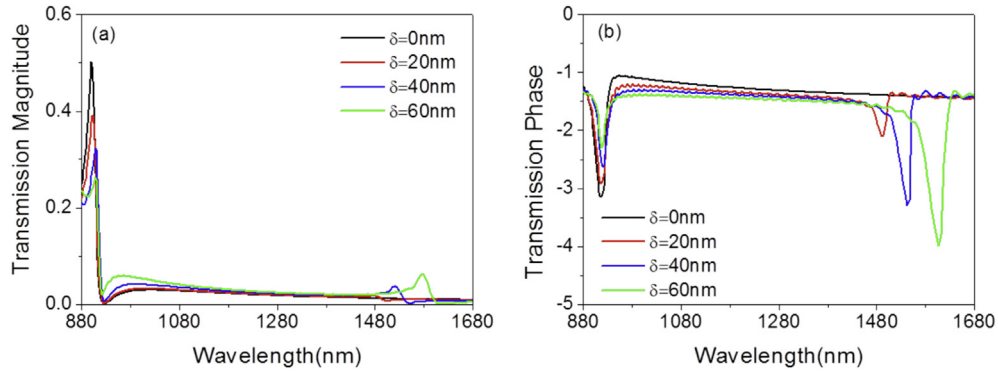 (a)
Transmission Magnitude
0.6
0.4
0.2
0.0
δ=0nm
δ=20nm
δ=40nm
δ=60nm
880 1080 1280 1480 1680
Wavelength(nm)
(b)
Transmission Phase
0
-1
-2
-3
-4
-5
δ=0nm
δ=20nm
δ=40nm
δ=60nm
880 1080 1280 1480 1680
Wavelength(nm)